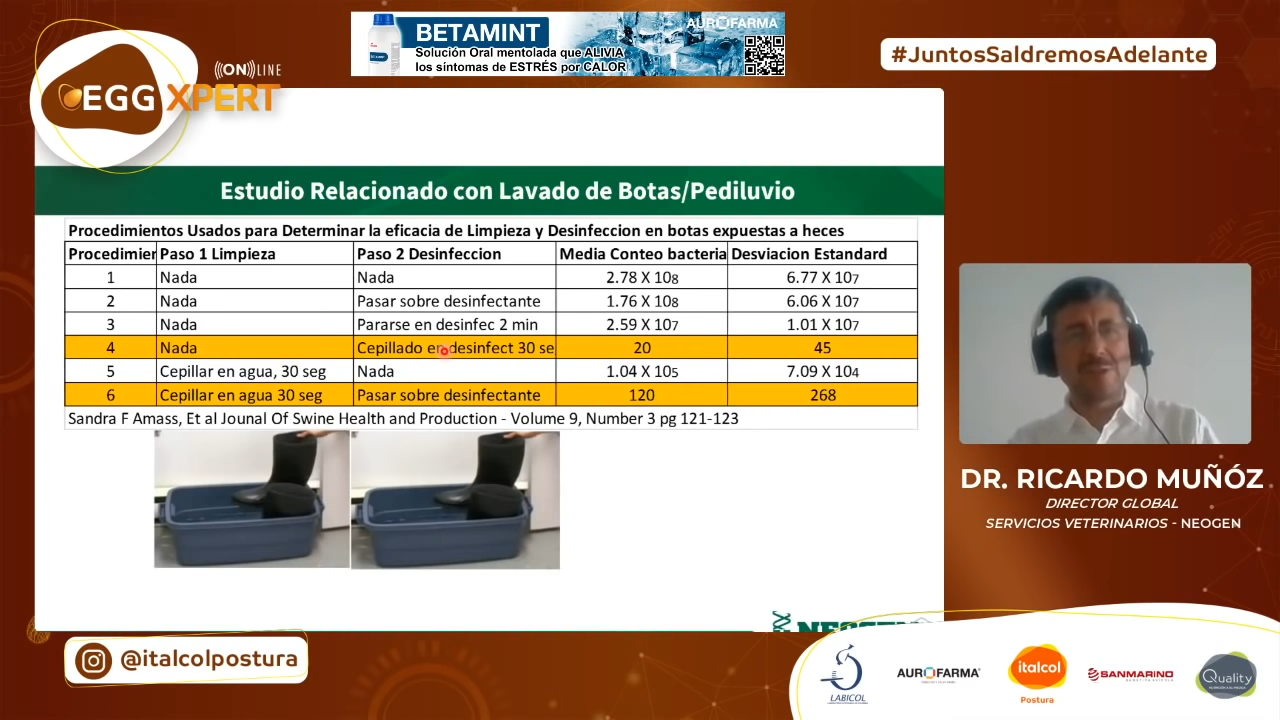 BETAMINT
Solución Oral mentolada que ALIVIA
los síntomas de ESTRÉS por CALOR
AUROFARMA
#JuntosSaldremosAdelante
((ON)) LINE
EGG XPERT
Estudio Relacionado con Lavado de Botas/Pediluvio
Procedimientos Usados para Determinar la eficacia de Limpieza y Desinfeccion en botas expuestas a heces
Procedimier Paso 1 Limpieza Paso 2 Desinfeccion Media Conteo bacteria Desviacion Estandard
1 Nada Nada 2.78 X 108 6.77 X 107
2 Nada Pasar sobre desinfectante 1.76 X 108 6.06 X 107
3 Nada Pararse en desinfec 2 min 2.59 X 107 1.01 X 107
4 Nada Cepillado en desinfect 30 se 20 45
5 Cepillar en agua, 30 seg Nada 1.04 X 105 7.09 X 104
6 Cepillar en agua 30 seg Pasar sobre desinfectante 120 268
Sandra F Amass, Et al Jounal Of Swine Health and Production - Volume 9, Number 3 pg 121-123
DR. RICARDO MUÑÓZ
DIRECTOR GLOBAL
SERVICIOS VETERINARIOS - NEOGEN
NEOGEN
@italcolpostura
LABICOL
AUROFARMA
italcol
Postura
SANMARINO
Quality